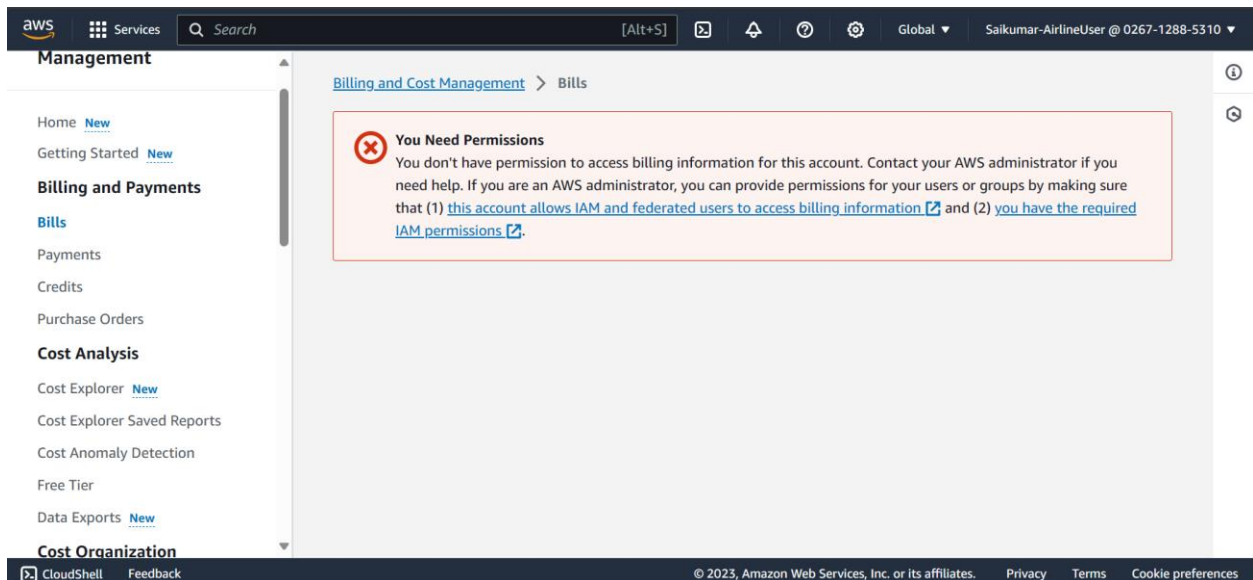 aws
Services
Search
[Alt+S]
Global ▼
Saikumar-AirlineUser @ 0267-1288-5310 ▼
Management
Home New
Getting Started New
Billing and Payments
Bills
Payments
Credits
Purchase Orders
Cost Analysis
Cost Explorer New
Cost Explorer Saved Reports
Cost Anomaly Detection
Free Tier
Data Exports New
Cost Organization
Billing and Cost Management > Bills
You Need Permissions
You don't have permission to access billing information for this account. Contact your AWS administrator if you
need help. If you are an AWS administrator, you can provide permissions for your users or groups by making sure
that (1) this account allows IAM and federated users to access billing information and (2) you have the required
IAM permissions.
CloudShell
Feedback
© 2023, Amazon Web Services, Inc. or its affiliates.
Privacy
Terms
Cookie preferences